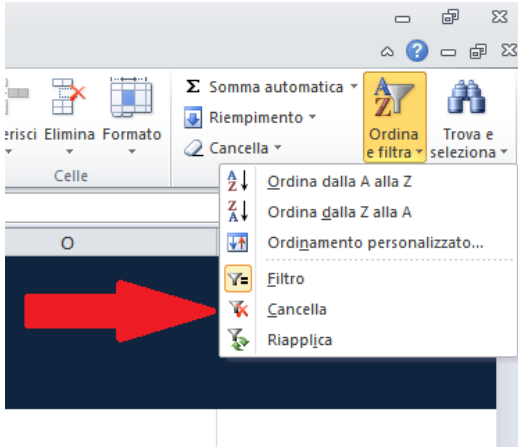 Σ Somma automatica
Riempimento
Cancella
Elimina Formato
Celle
Ordina
e filtra
Trova e
seleziona
Ordina dalla A alla Z
Ordina dalla Z alla A
Ordinamento personalizzato...
Filtro
Cancella
Riapplica
O